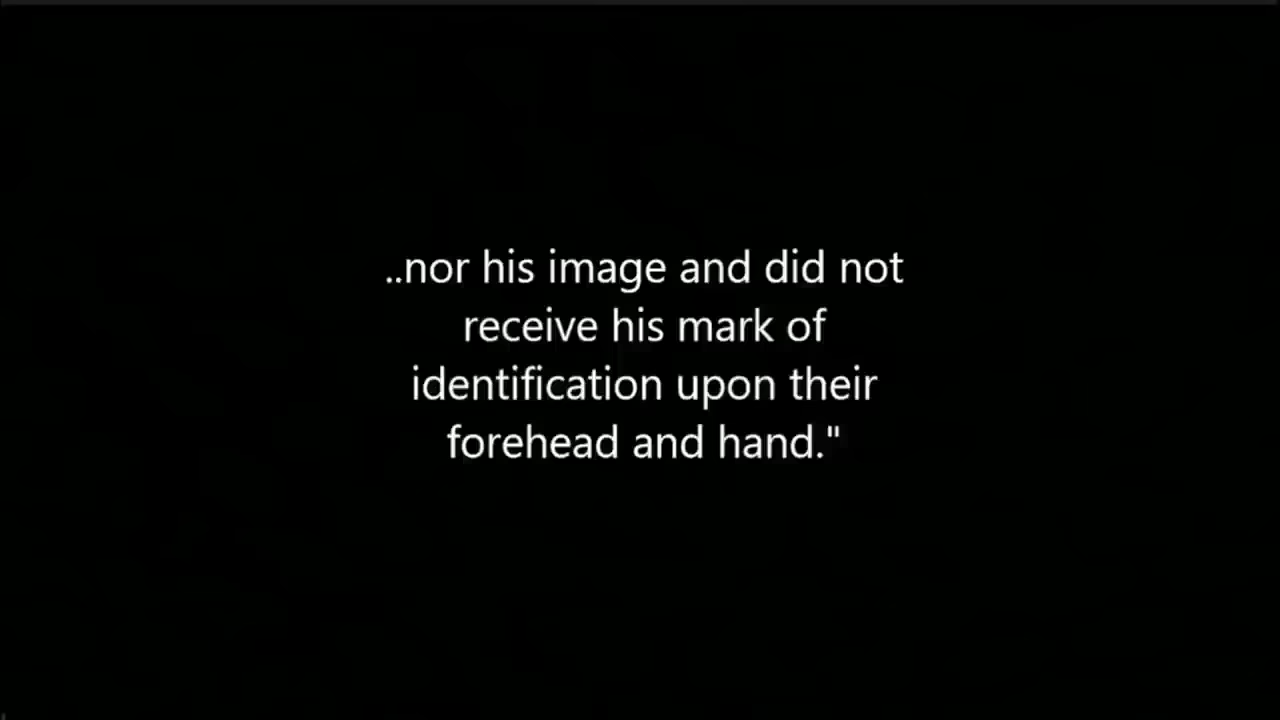 ..nor his image and did not
receive his mark of
identification upon their
forehead and hand."